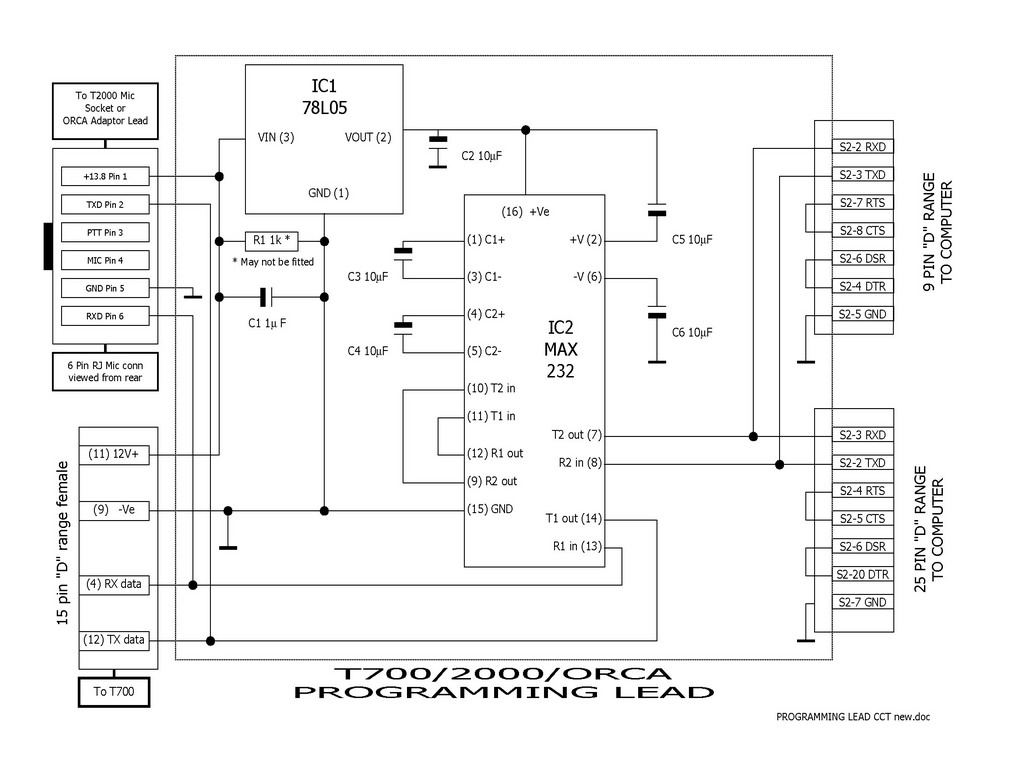 To T2000 Mic
Socket or
ORCA Adaptor Lead
+13.8 Pin 1
TXD Pin 2
PTT Pin 3
MIC Pin 4
GND Pin 5
RXD Pin 6
6 Pin RJ Mic conn
viewed from rear
15 pin "D" range female
(11) 12V+
(9) -Ve
(4) RX data
(12) TX data
To T700
IC1
78L05
VIN (3)
VOUT (2)
GND (1)
R1 1k *
* May not be fitted
C1 1µ F
C2 10µF
C3 10µF
C4 10µF
C5 10µF
C6 10µF
(16) +Ve
(1) C1+
(3) C1-
(4) C2+
(5) C2-
(10) T2 in
(11) T1 in
(12) R1 out
(9) R2 out
(15) GND
+V (2)
-V (6)
IC2
MAX
232
T2 out (7)
R2 in (8)
T1 out (14)
R1 in (13)
S2-2 RXD
S2-3 TXD
S2-7 RTS
S2-8 CTS
S2-6 DSR
S2-4 DTR
S2-5 GND
9 PIN "D" RANGE
TO COMPUTER
S2-3 RXD
S2-2 TXD
S2-4 RTS
S2-5 CTS
S2-6 DSR
S2-20 DTR
S2-7 GND
25 PIN "D" RANGE
TO COMPUTER
T700/2000/ORCA
PROGRAMMING LEAD
PROGRAMMING LEAD CCT new.doc